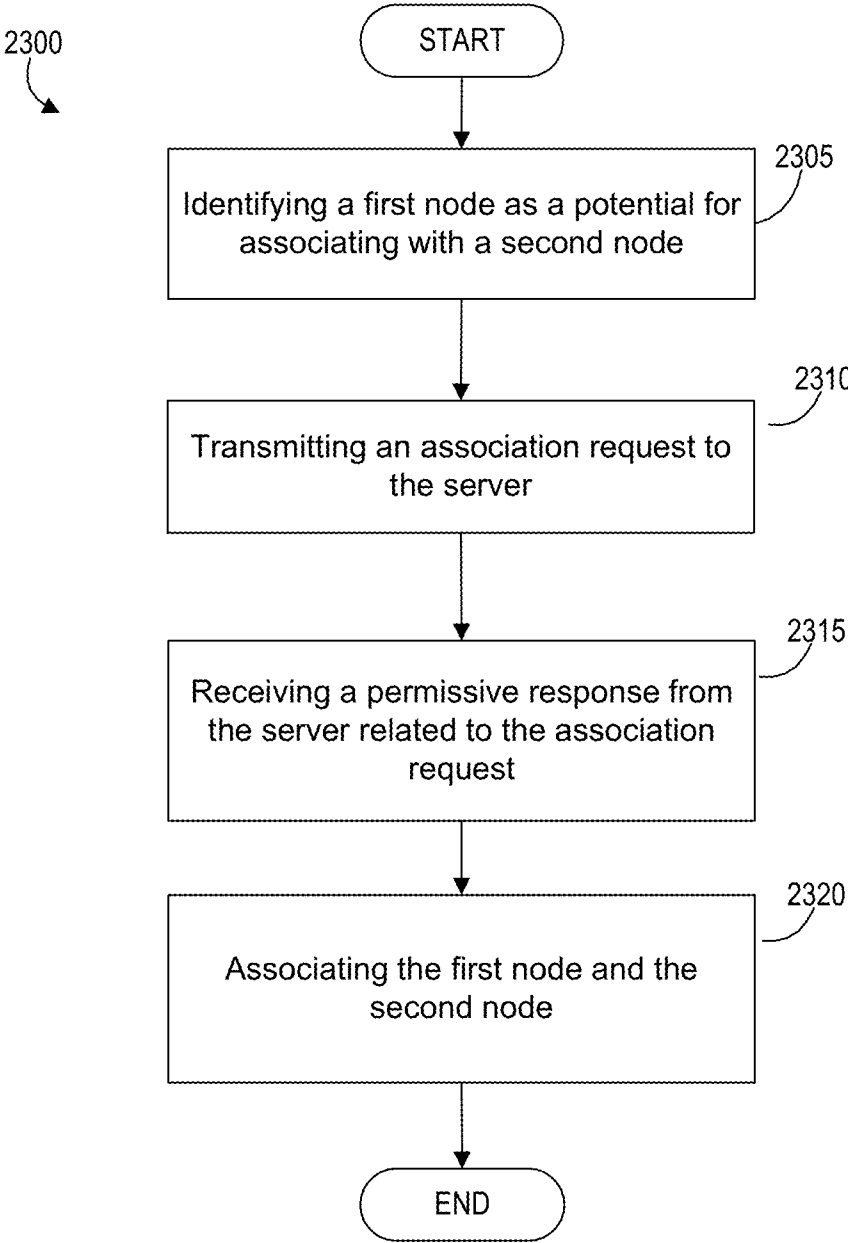 2300
START
2305
Identifying a first node as a potential for
associating with a second node
2310
Transmitting an association request to
the server
2315
Receiving a permissive response from
the server related to the association
request
2320
Associating the first node and the
second node
END